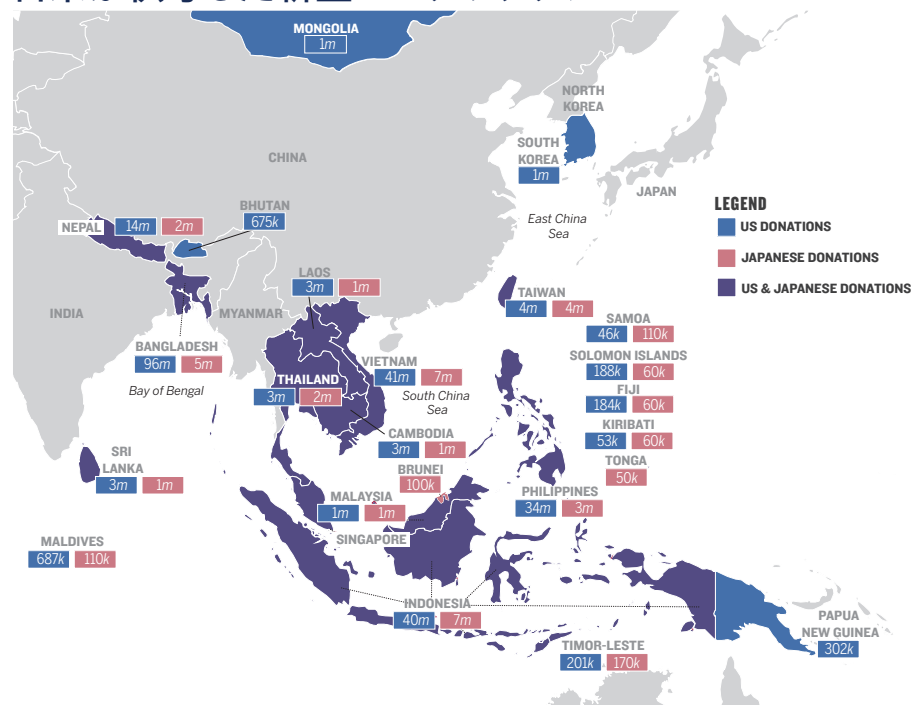 MONGOLIA
1m
NORTH
KOREA
SOUTH
KOREA
1m
CHINA
JAPAN
East China
Sea
LEGEND
US DONATIONS
JAPANESE DONATIONS
US & JAPANESE DONATIONS
BHUTAN
675k
NEPAL 14m 2m
LAOS
3m 1m
INDIA
MYANMAR
TAIWAN
4m 4m
SAMOA
46k 110k
SOLOMON ISLANDS
188k 60k
FIJI
184k 60k
KIRIBATI
53k 60k
TONGA
50k
BANGLADESH
96m 5m
Bay of Bengal
VIETNAM
41m 7m
THAILAND
3m 2m
South China
Sea
CAMBODIA
3m 1m
SRI
LANKA
3m 1m
BRUNEI
100k
MALAYSIA
1m 1m
PHILIPPINES
34m 3m
SINGAPORE
MALDIVES
687k 110k
INDONESIA
40m 7m
PAPUA
NEW GUINEA
302k
TIMOR-LESTE
201k 170k